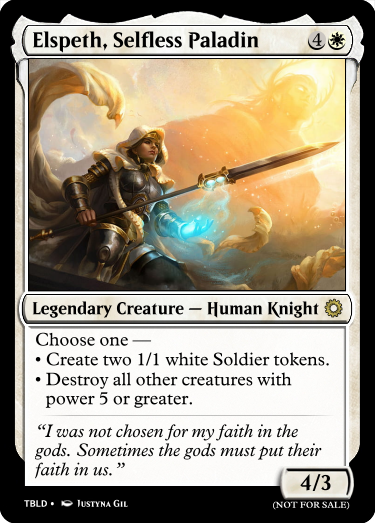 Elspeth, Selfless Paladin 4
Legendary Creature — Human Knight
Choose one —
• Create two 1/1 white Soldier tokens.
• Destroy all other creatures with
power 5 or greater.
“I was not chosen for my faith in the
gods. Sometimes the gods must put their
faith in us.”
4/3
TBLD • Justyna Gil
(NOT FOR SALE)